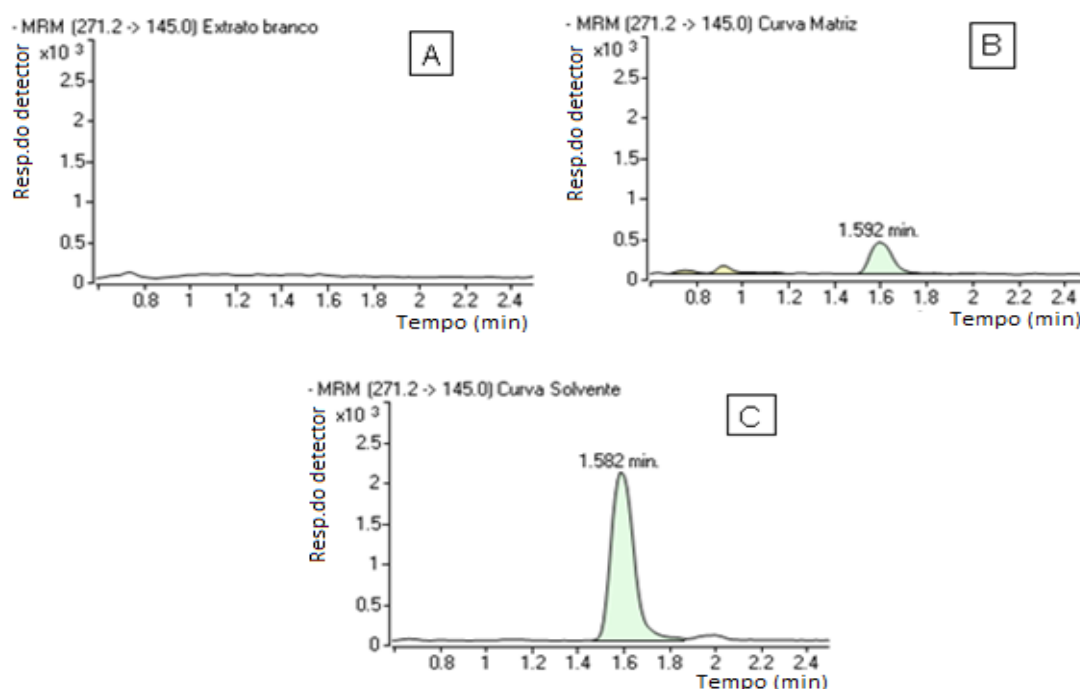 - MRM (271.2 -> 145.0) Extrato branco
A
Resp.do detector
x10 3
2.5
2
1.5
1
0.5
0
0.8 1 1.2 1.4 1.6 1.8 2 2.2 2.4
Tempo (min)
- MRM (271.2 -> 145.0) Curva Matriz
B
Resp.do detector
x10 3
2.5
2
1.5
1
0.5
0
1.592 min.
0.8 1 1.2 1.4 1.6 1.8 2 2.2 2.4
Tempo (min)
- MRM (271.2 -> 145.0) Curva Solvente
C
Resp.do detector
x10 3
2.5
2
1.5
1
0.5
0
1.582 min.
0.8 1 1.2 1.4 1.6 1.8 2 2.2 2.4
Tempo (min)